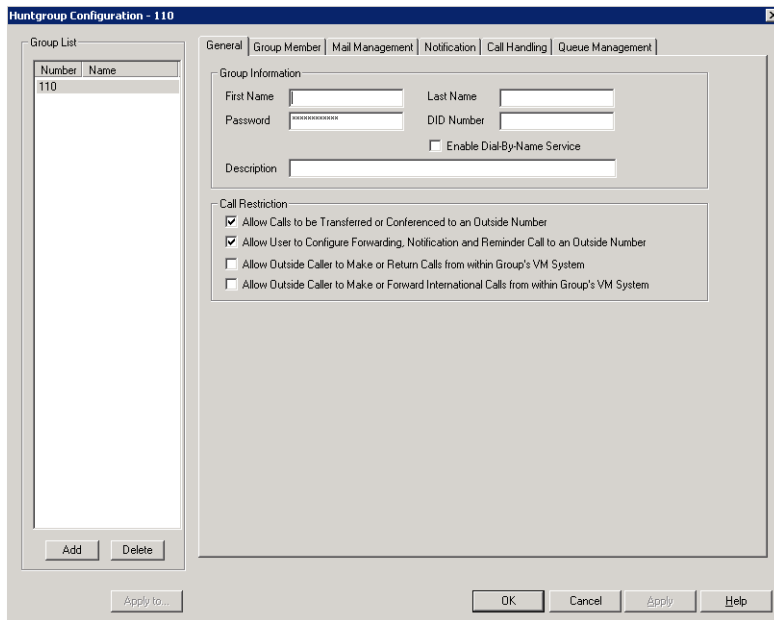 Huntgroup Configuration - 110
Group List
Number Name
110
Add Delete
Apply to...
General Group Member Mail Management Notification Call Handling Queue Management
Group Information
First Name Last Name
Password ************ DID Number
Enable Dial-By-Name Service
Description
Call Restriction
Allow Calls to be Transferred or Conferenced to an Outside Number
Allow User to Configure Forwarding, Notification and Reminder Call to an Outside Number
Allow Outside Caller to Make or Return Calls from within Group's VM System
Allow Outside Caller to Make or Forward International Calls from within Group's VM System
OK Cancel Apply Help